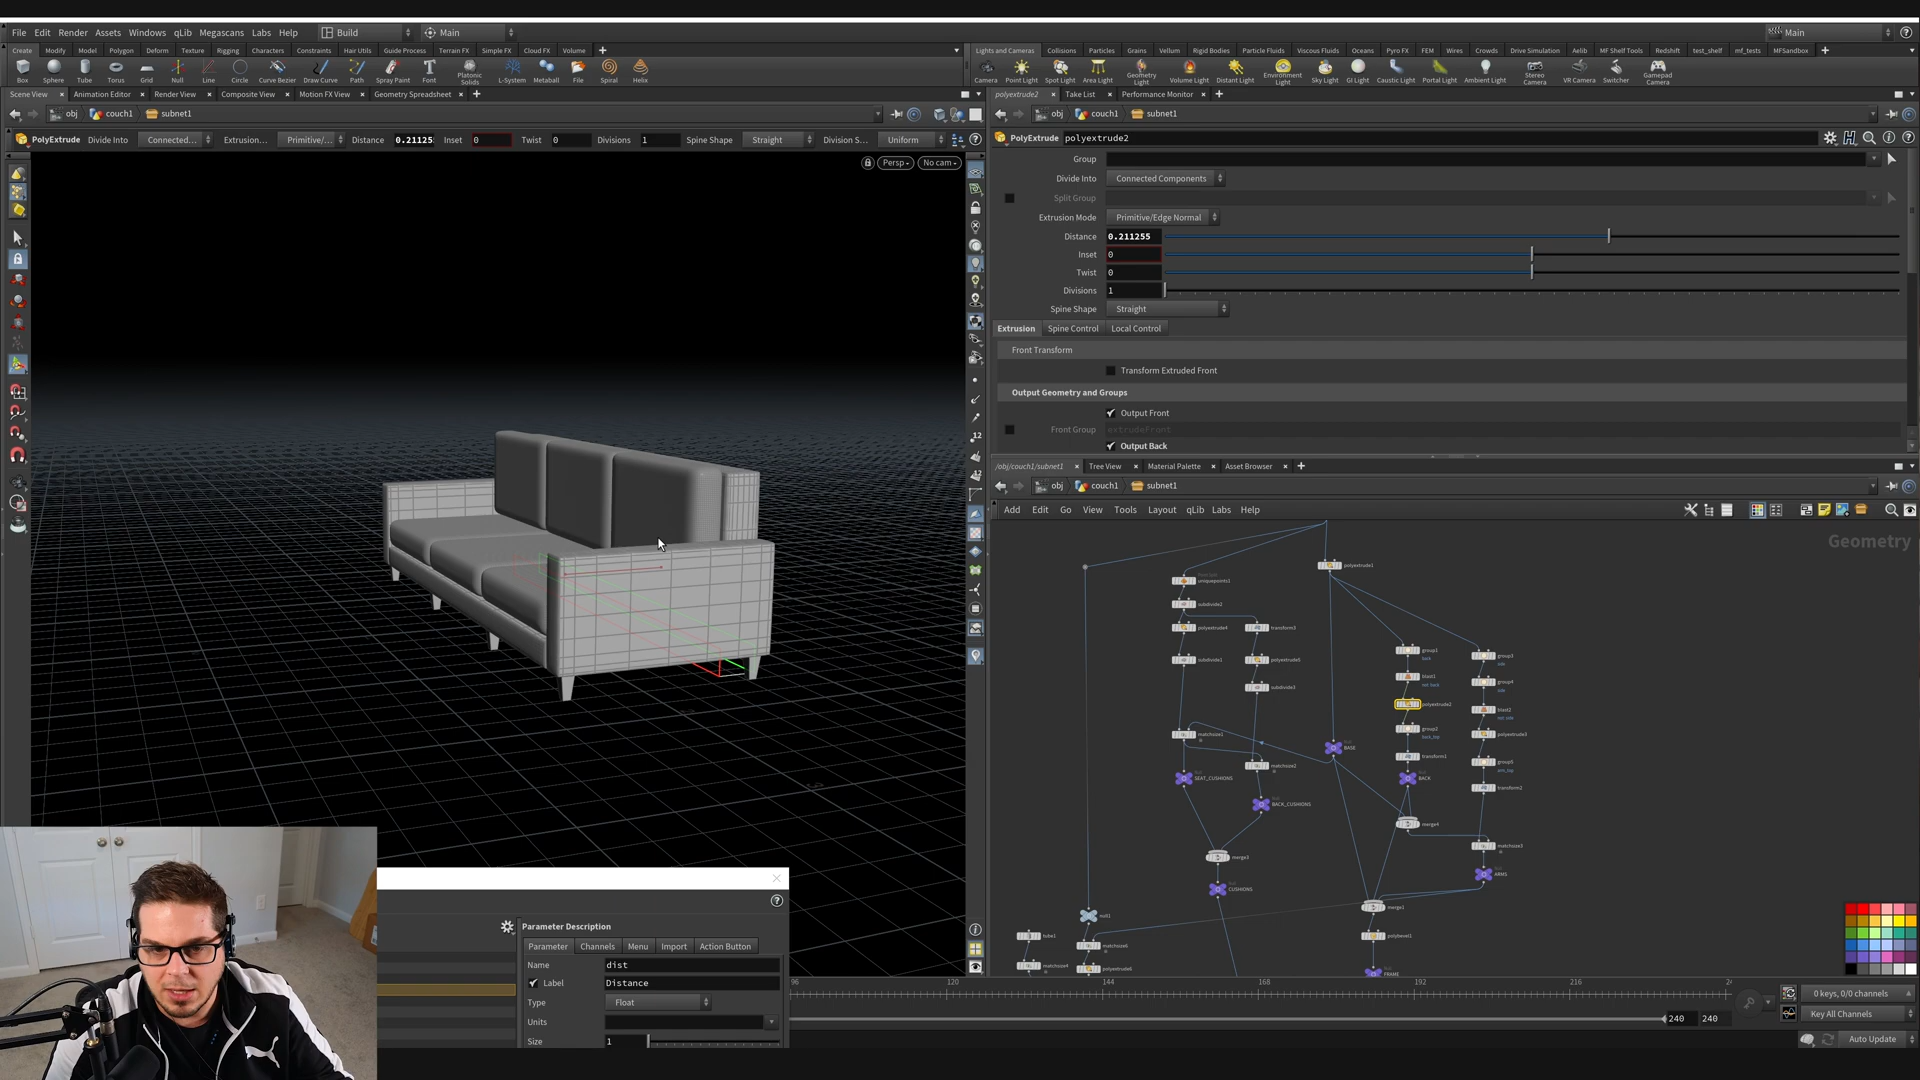 File Edit Render Assets Windows qLib Megascans Labs Help Build Main Main
Create Modify Model Polygon Deform Texture Rigging Characters Constraints Hair Utils Guide Process Terrain FX Simple FX Cloud FX Volume
Lights and Cameras Collisions Particles Grains Vellum Rigid Bodies Particle Fluids Viscous Fluids Oceans Pyro FX FEM Wires Crowds Drive Simulation Aelib MF Shelf Tools Redshift test_shelf mf_tests MFSandbox
Box Sphere Tube Torus Grid Null Line Circle Curve Bezier Draw Curve Path Spray Paint Font Platonic Solids L-System Metaball File Spiral Helix
Camera Point Light Spot Light Area Light Geometry Light Volume Light Distant Light Environment Light Sky Light GI Light Caustic Light Portal Light Ambient Light Stereo Camera VR Camera Switcher Gamepad Camera
Scene View Animation Editor Render View Composite View Motion FX View Geometry Spreadsheet
polyextrude2 Take List Performance Monitor
obj couch1 subnet1
obj couch1 subnet1
PolyExtrude Divide Into Connected... Extrusion... Primitive/... Distance 0.21125 Inset 0 Twist 0 Divisions 1 Spine Shape Straight Division S... Uniform
PolyExtrude polyextrude2
Persp No cam
Group
Divide Into Connected Components
Split Group
Extrusion Mode Primitive/Edge Normal
Distance 0.211255
Inset 0
Twist 0
Divisions 1
Spine Shape Straight
Extrusion Spine Control Local Control
Front Transform
Transform Extruded Front
Output Geometry and Groups
Output Front
Front Group extrudeFront
Output Back
/obj/couch1/subnet1 Tree View Material Palette Asset Browser
obj couch1 subnet1
Add Edit Go View Tools Layout qLib Labs Help
Geometry
polyextrude1
uniquepoints1
subdivide2
polyextrude4 transform3
subdivide1 polyextrude5
subdivide3
group1
back
group3
side
blast1
not back
group4
side
polyextrude2
blast2
not side
group2
back_top
polyextrude3
transform1
group5
arm_top
transform2
matchsize1
BASE
matchsize2
SEAT_CUSHIONS
BACK
BACK_CUSHIONS
merge4
matchsize3
merge3
ARMS
CUSHIONS
merge1
null1
tube1
matchsize6
polybevel1
matchsize4 polyextrude6
FRAME
Parameter Description
Parameter Channels Menu Import Action Button
Name dist
Label Distance
Type Float
Units
Size 1
96 120 144 168 192 216 24
240 240
0 keys, 0/0 channels
Key All Channels
Auto Update